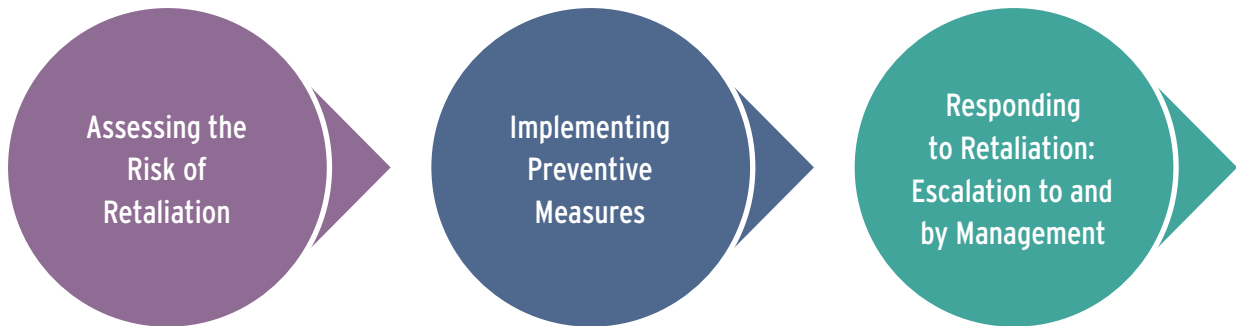 Assessing the
Risk of
Retaliation
Implementing
Preventive
Measures
Responding
to Retaliation:
Escalation to and
by Management